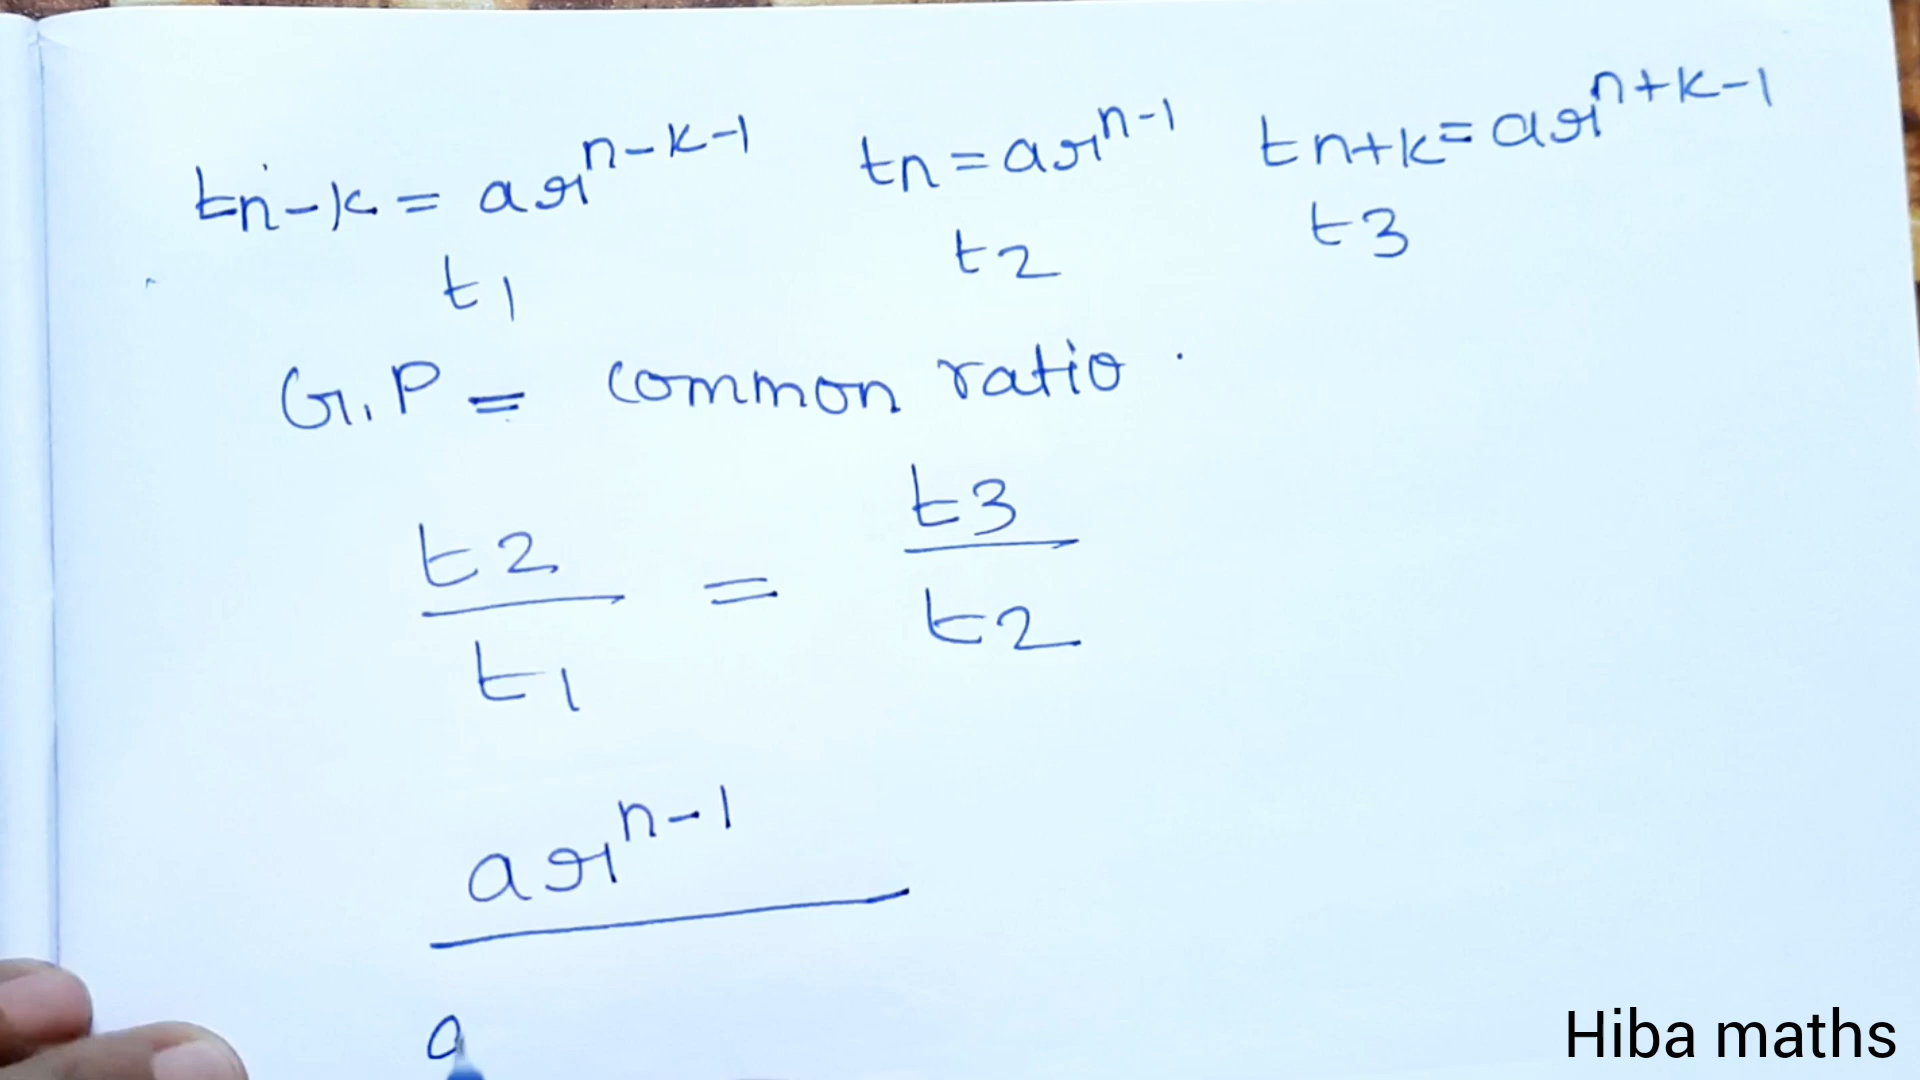 tn-k = ar^n-k-1 tn = ar^n-1 tn+k = ar^n+k-1
t1 t2 t3
G.P = common ratio.
t2/t1 = t3/t2
ar^n-1
a
Hiba maths